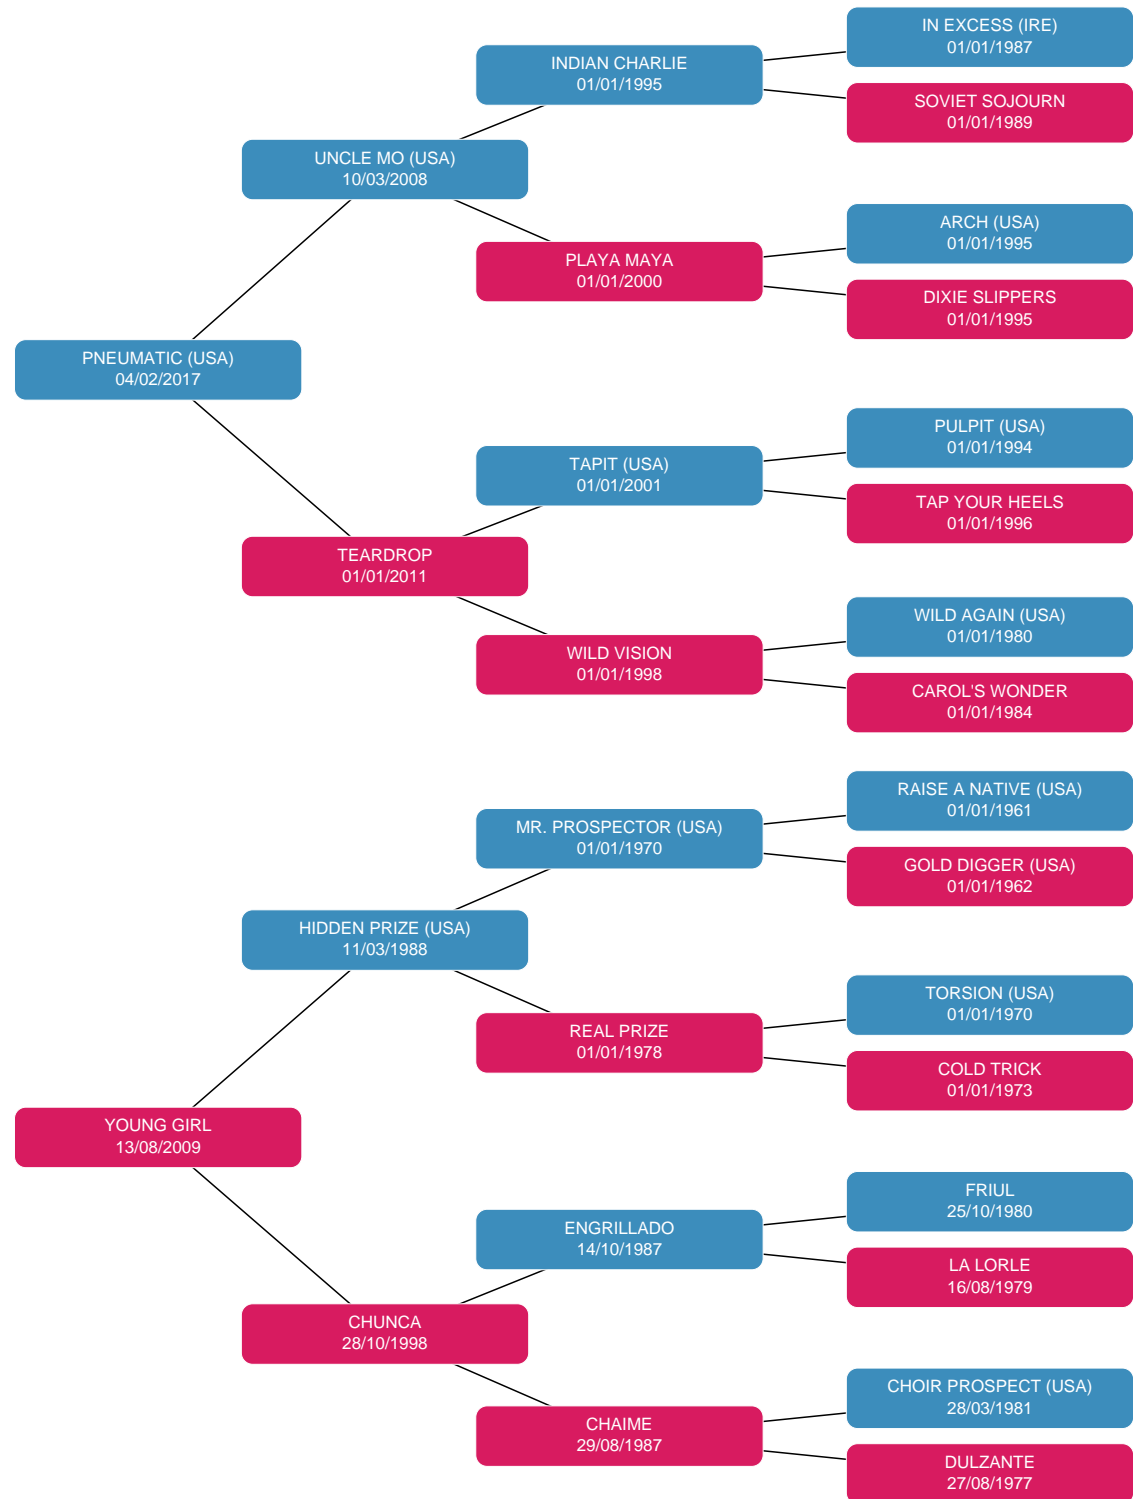 IN EXCESS (IRE)
01/01/1987
INDIAN CHARLIE
01/01/1995
SOVIET SOJOURN
01/01/1989
UNCLE MO (USA)
10/03/2008
ARCH (USA)
01/01/1995
PLAYA MAYA
01/01/2000
DIXIE SLIPPERS
01/01/1995
PNEUMATIC (USA)
04/02/2017
PULPIT (USA)
01/01/1994
TAPIT (USA)
01/01/2001
TAP YOUR HEELS
01/01/1996
TEARDROP
01/01/2011
WILD AGAIN (USA)
01/01/1980
WILD VISION
01/01/1998
CAROL'S WONDER
01/01/1984
RAISE A NATIVE (USA)
01/01/1961
MR. PROSPECTOR (USA)
01/01/1970
GOLD DIGGER (USA)
01/01/1962
HIDDEN PRIZE (USA)
11/03/1988
TORSION (USA)
01/01/1970
REAL PRIZE
01/01/1978
COLD TRICK
01/01/1973
YOUNG GIRL
13/08/2009
FRIUL
25/10/1980
ENGRILLADO
14/10/1987
LA LORLE
16/08/1979
CHUNCA
28/10/1998
CHOIR PROSPECT (USA)
28/03/1981
CHAIME
29/08/1987
DULZANTE
27/08/1977